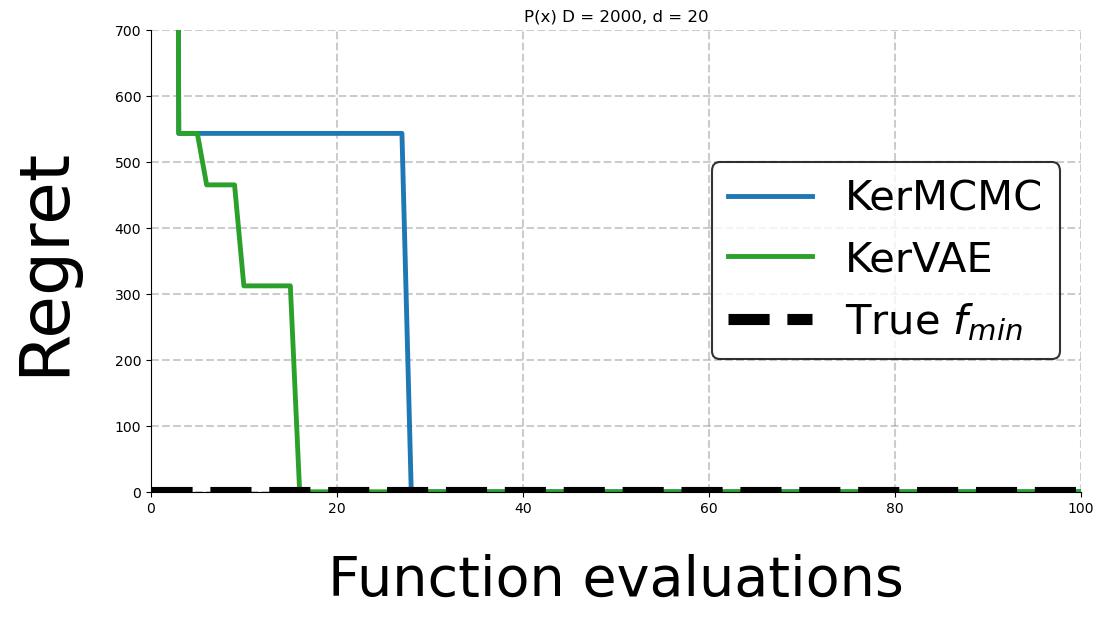 P(x) D = 2000, d = 20
700
600
500
400
300
200
100
0
Regret
KerMCMC
KerVAE
True f_min
0 20 40 60 80 100
Function evaluations